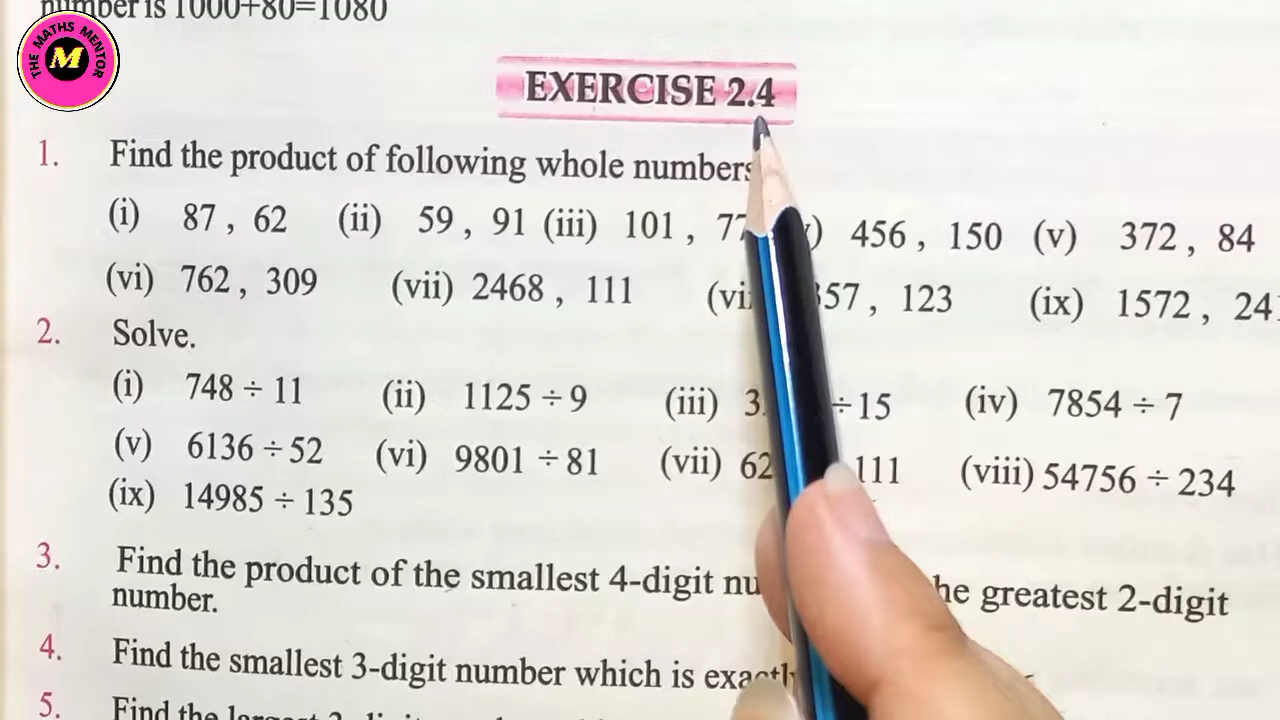 number is 1000+80=1080
THE MATHS MENTOR
M
EXERCISE 2.4
1. Find the product of following whole numbers
(i) 87 , 62 (ii) 59 , 91 (iii) 101 , 456 , 150 (v) 372 , 84
(vi) 762 , 309 (vii) 2468 , 111 , 123 (ix) 1572 ,
2. Solve.
(i) 748 ÷ 11 (ii) 1125 ÷ 9 (iii) ÷ 15 (iv) 7854 ÷ 7
(v) 6136 ÷ 52 (vi) 9801 ÷ 81 (vii) 111 (viii) 54756 ÷ 234
(ix) 14985 ÷ 135
3. Find the product of the smallest 4-digit greatest 2-digit
number.
4. Find the smallest 3-digit number which is
5. Find the